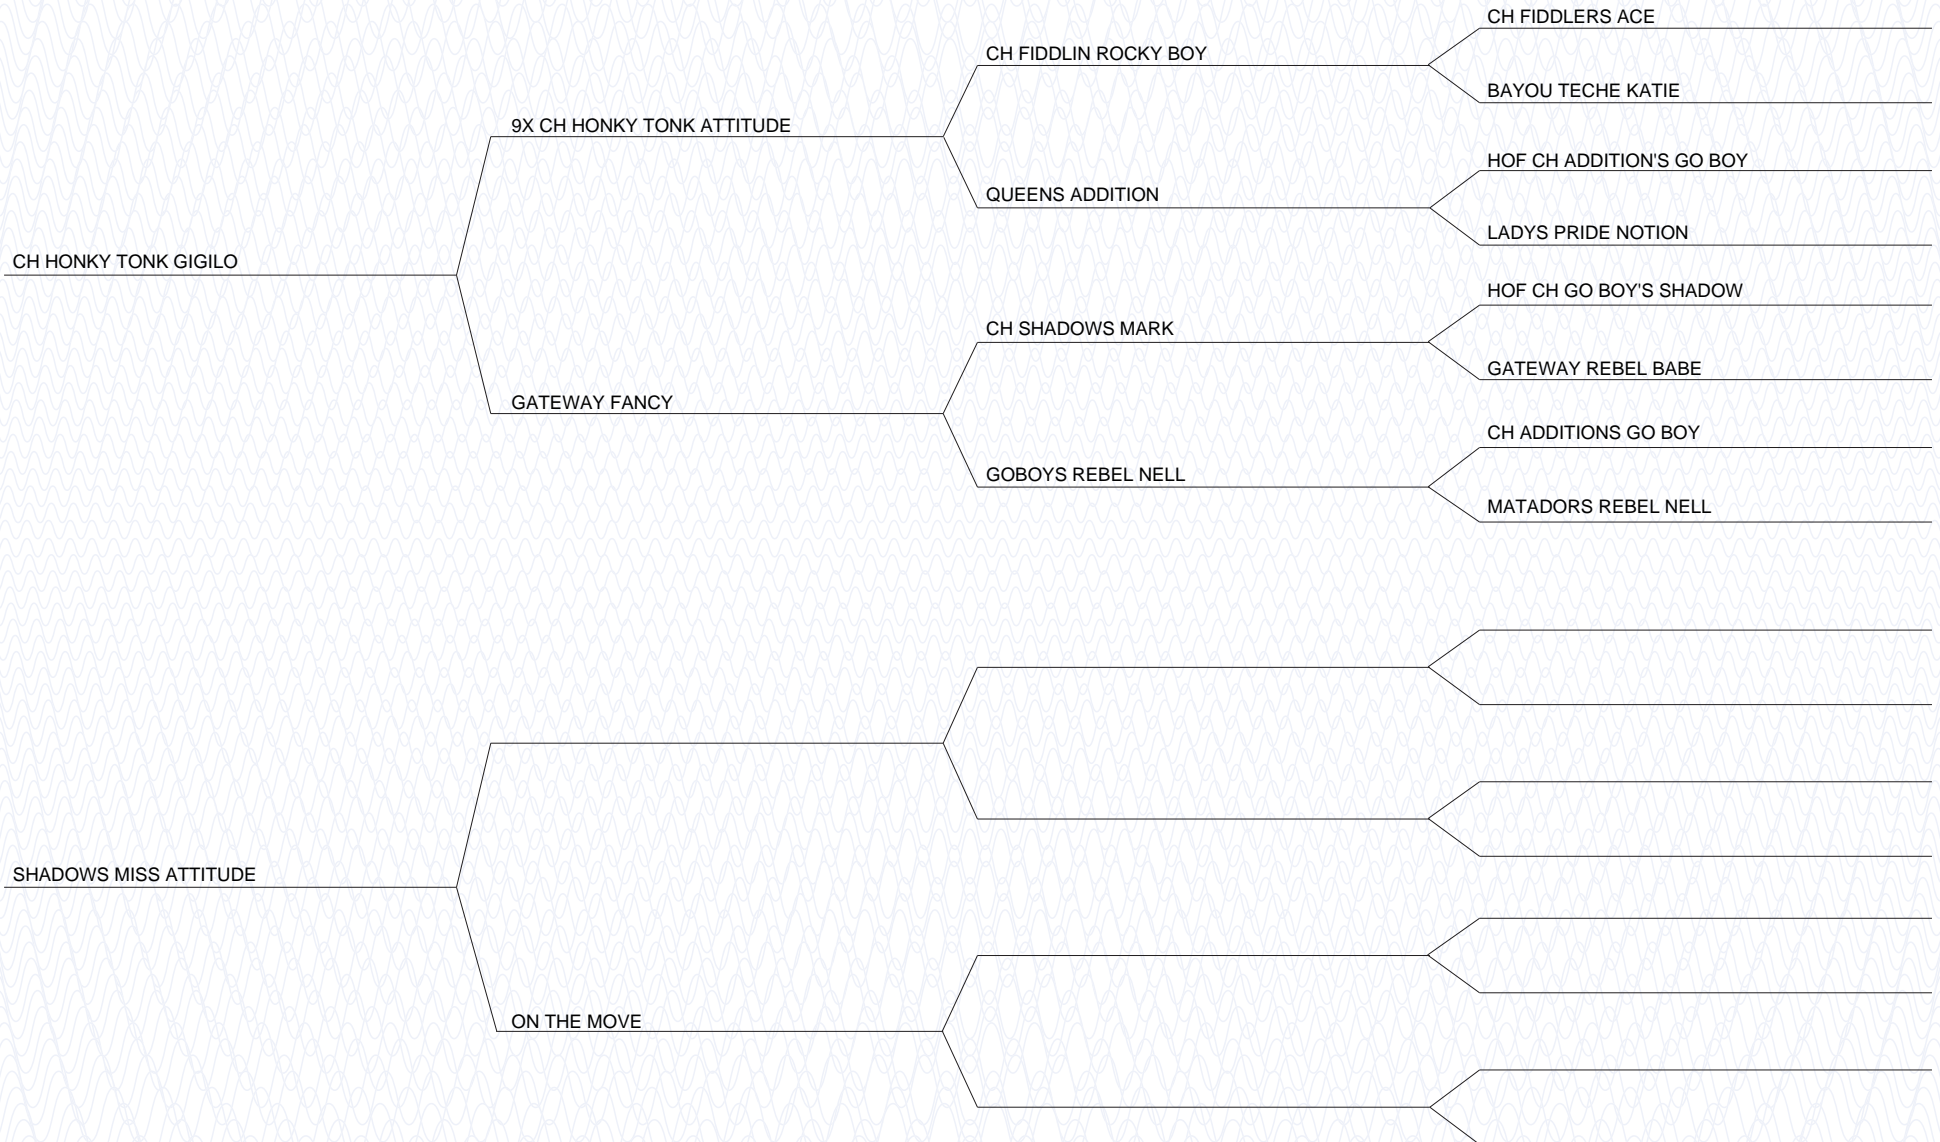 CH FIDDLERS ACE
CH FIDDLIN ROCKY BOY
BAYOU TECHE KATIE
9X CH HONKY TONK ATTITUDE
HOF CH ADDITION'S GO BOY
QUEENS ADDITION
LADYS PRIDE NOTION
CH HONKY TONK GIGILO
HOF CH GO BOY'S SHADOW
CH SHADOWS MARK
GATEWAY REBEL BABE
GATEWAY FANCY
CH ADDITIONS GO BOY
GOBOYS REBEL NELL
MATADORS REBEL NELL
SHADOWS MISS ATTITUDE
ON THE MOVE